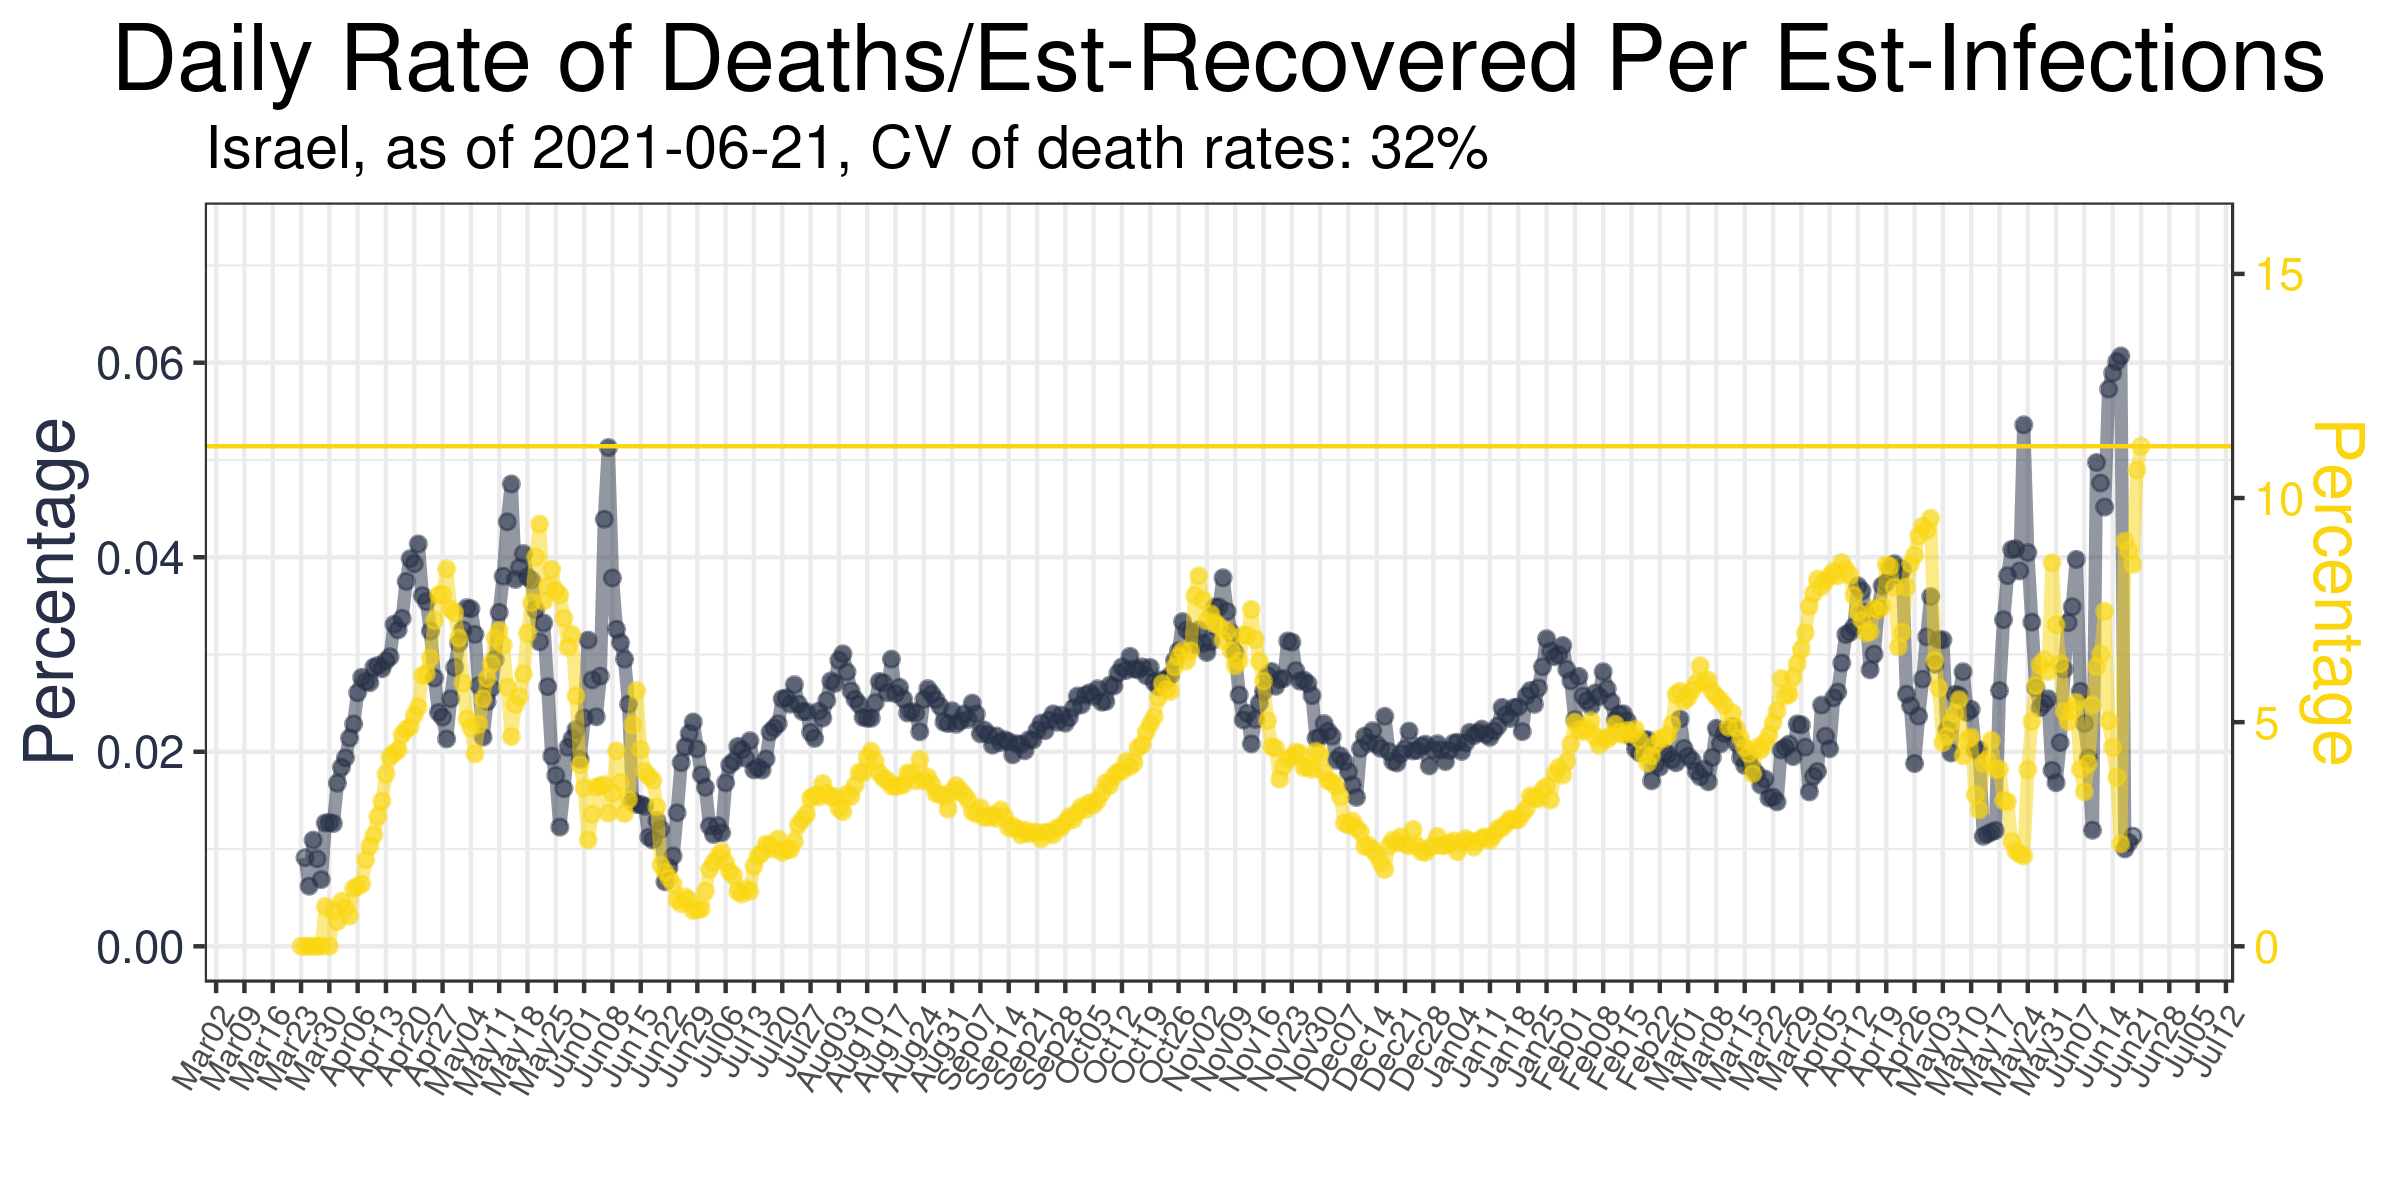 Daily Rate of Deaths/Est-Recovered Per Est-Infections
Israel, as of 2021-06-21, CV of death rates: 32%
Percentage
0.06
0.04
0.02
0.00
15
10
5
0
Percentage
Mar02
Mar09
Mar16
Mar23
Mar30
Apr06
Apr13
Apr20
Apr27
May04
May11
May18
May25
Jun01
Jun08
Jun15
Jun22
Jun29
Jul06
Jul13
Jul20
Jul27
Aug03
Aug10
Aug17
Aug24
Aug31
Sep07
Sep14
Sep21
Sep28
Oct05
Oct12
Oct19
Oct26
Nov02
Nov09
Nov16
Nov23
Nov30
Dec07
Dec14
Dec21
Dec28
Jan04
Jan11
Jan18
Jan25
Feb01
Feb08
Feb15
Feb22
Mar01
Mar08
Mar15
Mar22
Mar29
Apr05
Apr12
Apr19
Apr26
May03
May10
May17
May24
May31
Jun07
Jun14
Jun21
Jun28
Jul05
Jul12